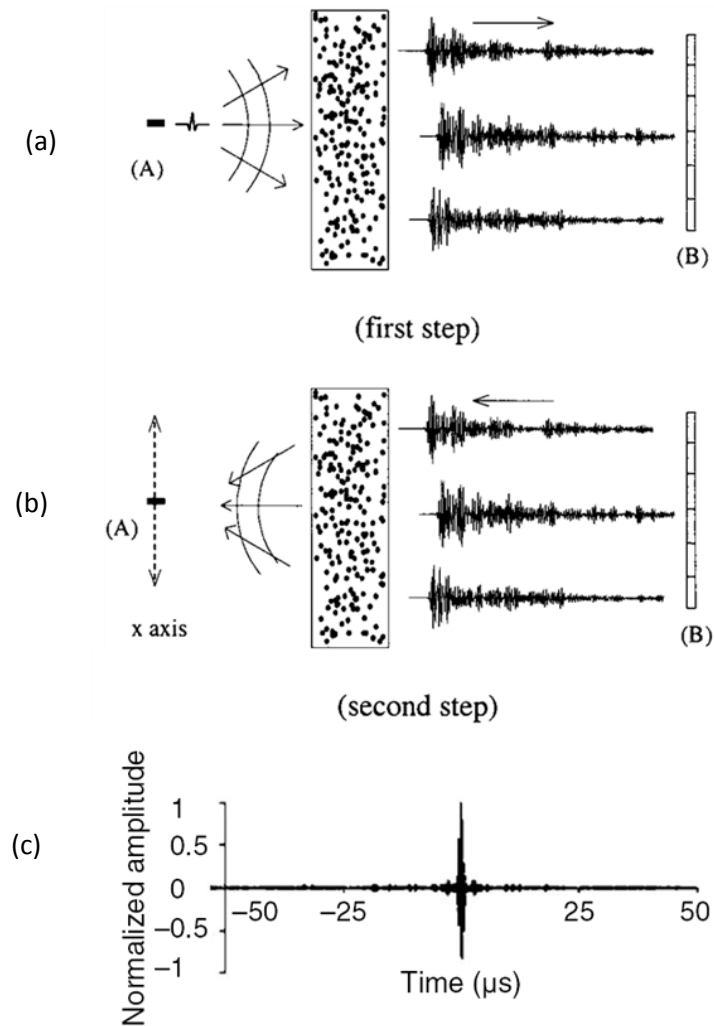 (a)
(A)
(B)
(first step)
(b)
(A)
x axis
(B)
(second step)
(c)
Normalized amplitude
1
0.5
0
−0.5
−1
−50 −25 25 50
Time (μs)